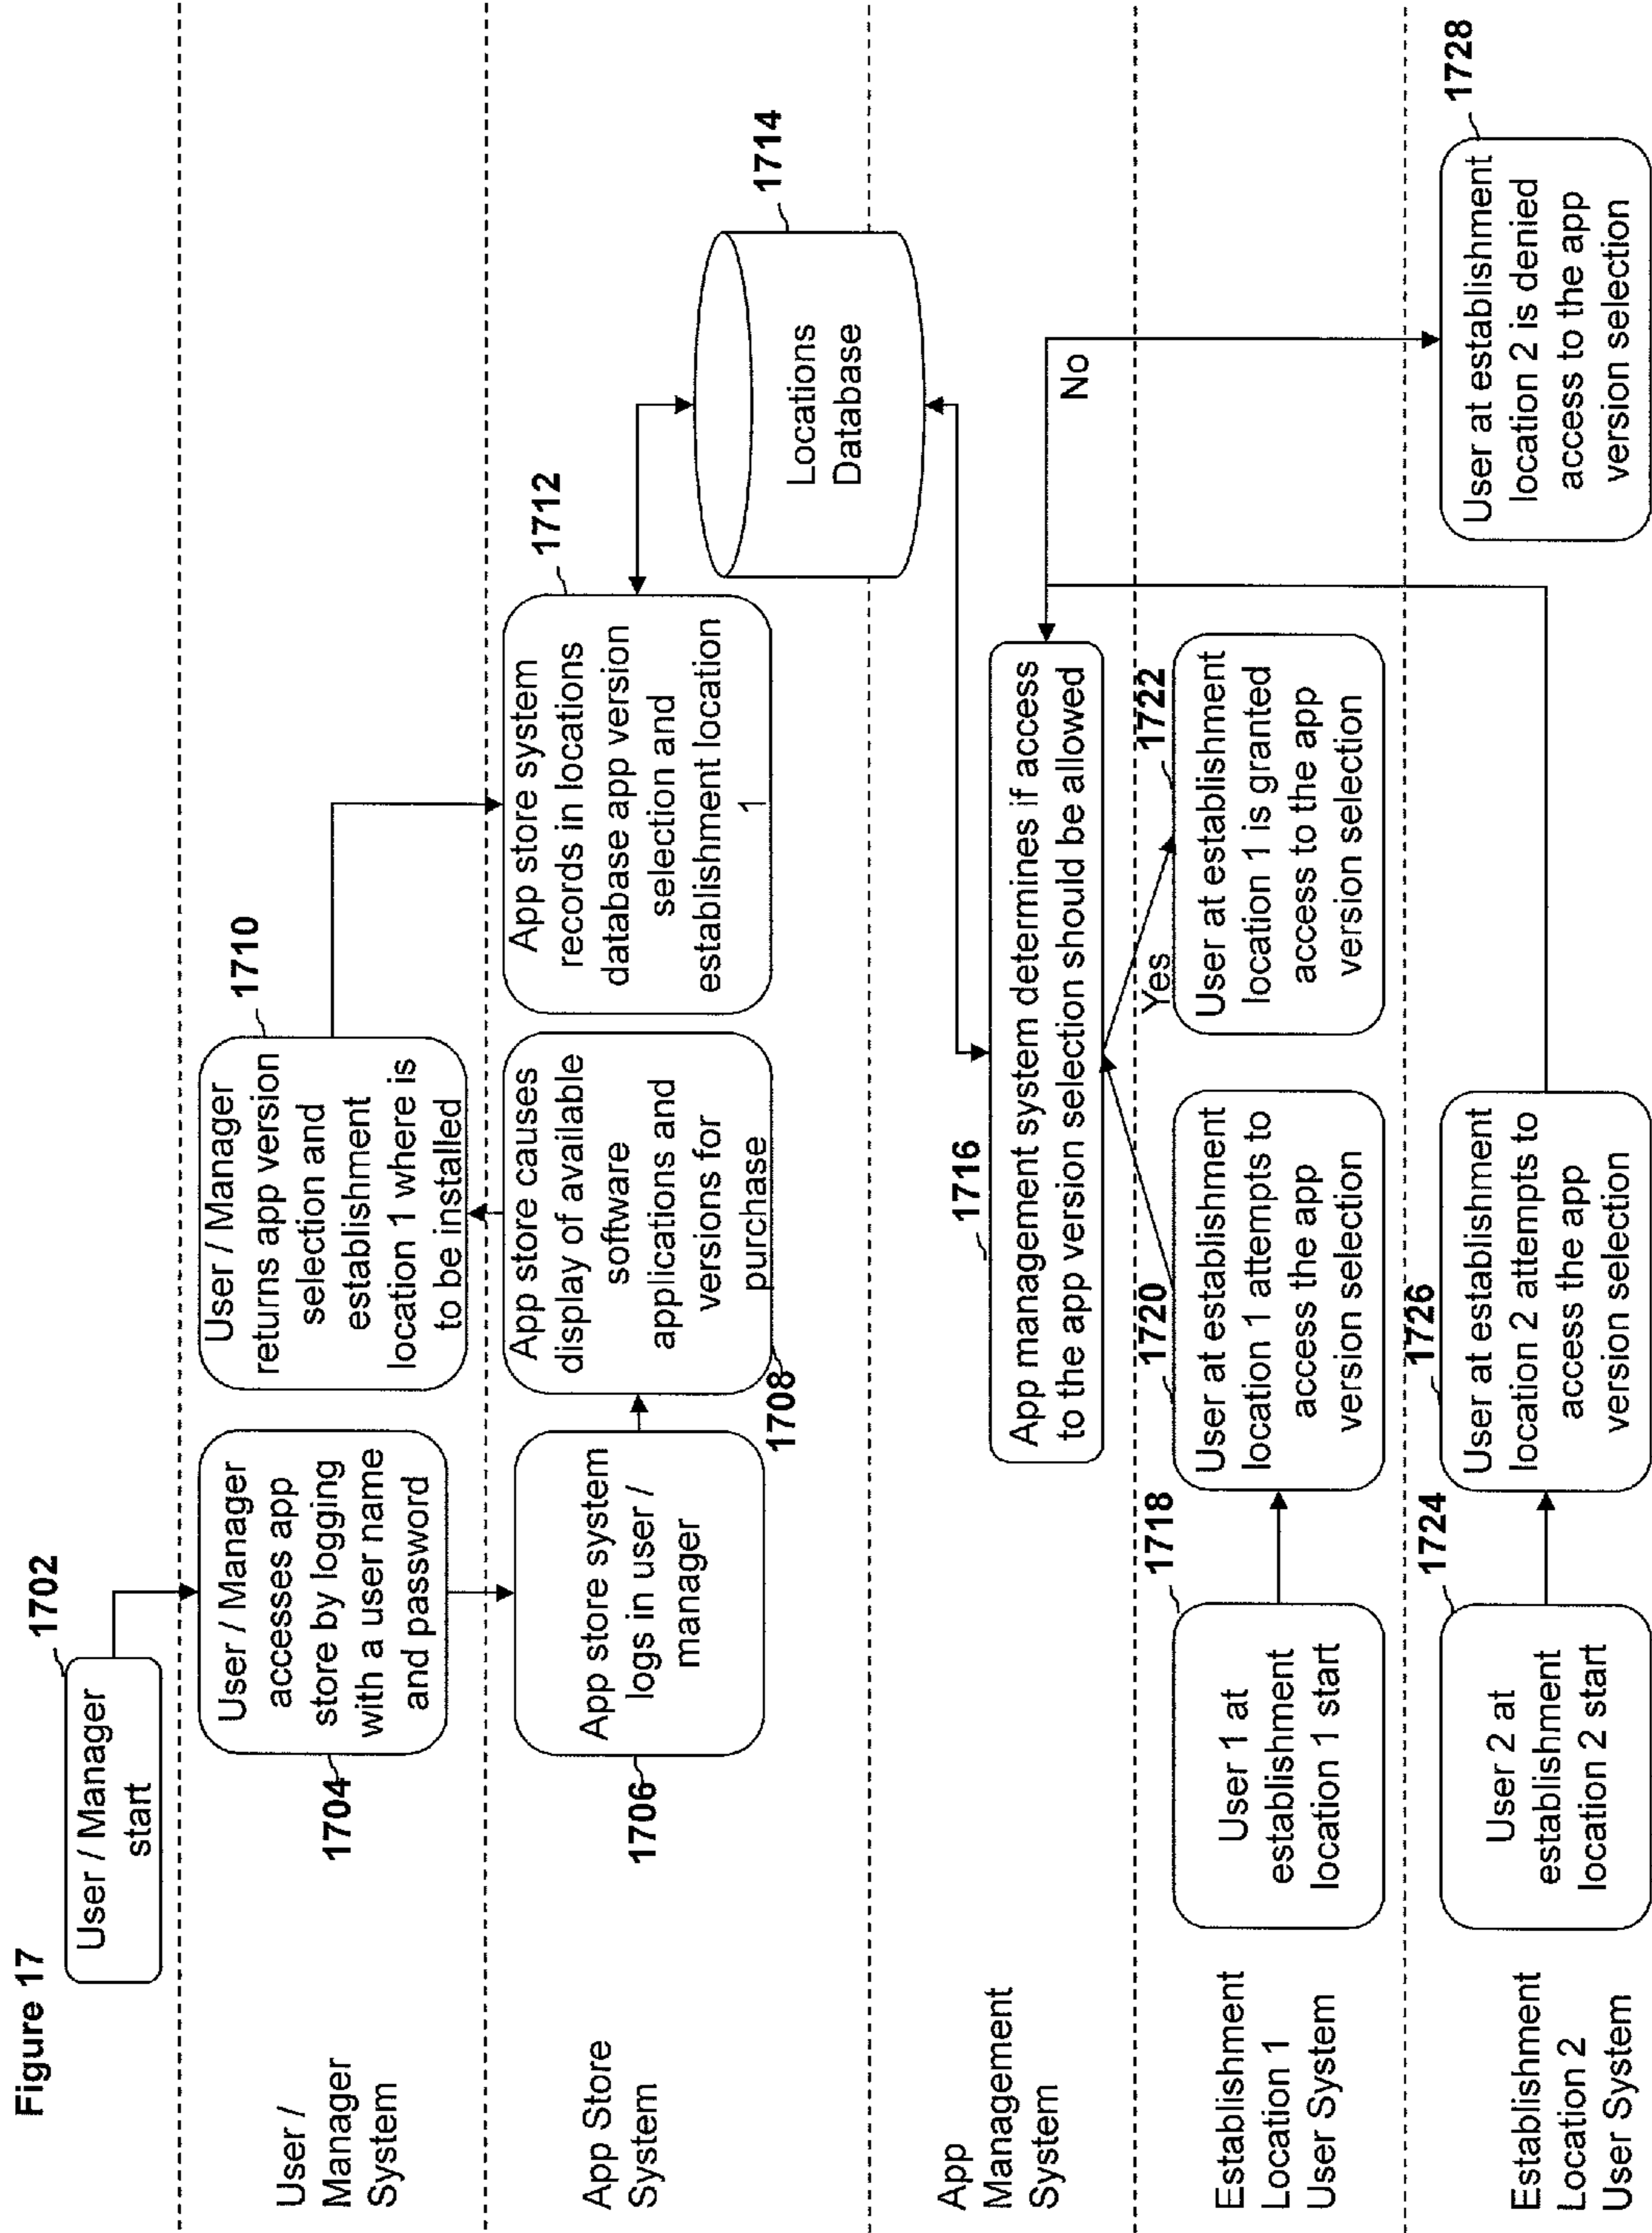 Figure 17
User / Manager
start
1702
User /
Manager
System
User / Manager
accesses app
store by logging
with a user name
and password
1704
User / Manager
returns app version
selection and
establishment
location 1 where is
to be installed
1710
App Store
System
App store system
logs in user /
manager
1706
App store causes
display of available
software
applications and
versions for
purchase
1708
App store system
records in locations
database app version
selection and
establishment location
1
1712
Locations
Database
1714
App
Management
System
1716
App management system determines if access
to the app version selection should be allowed
Yes
No
Establishment
Location 1
User System
User 1 at
establishment
location 1 start
1718
User at establishment
location 1 attempts to
access the app
version selection
1720
User at establishment
location 1 is granted
access to the app
version selection
1722
Establishment
Location 2
User System
User 2 at
establishment
location 2 start
1724
User at establishment
location 2 attempts to
access the app
version selection
1726
User at establishment
location 2 is denied
access to the app
version selection
1728